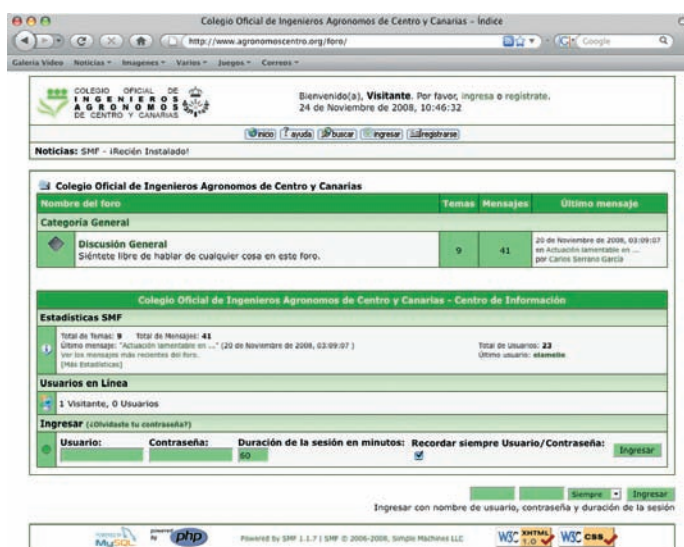 Colegio Oficial de Ingenieros Agronomos de Centro y Canarias - Índice
http://www.agronomoscentro.org/foro/
Google
Galeria Video Noticias Imagenes Varios Juegos Correos
COLEGIO OFICIAL DE
INGENIEROS
AGRONOMOS
DE CENTRO Y CANARIAS
Bienvenido(a), Visitante. Por favor, ingresa o regístrate.
24 de Noviembre de 2008, 10:46:32
inicio ayuda buscar ingresar registrarse
Noticias: SMF - ¡Recién Instalado!
Colegio Oficial de Ingenieros Agronomos de Centro y Canarias
Nombre del foro Temas Mensajes Último mensaje
Categoría General
Discusión General
Siéntete libre de hablar de cualquier cosa en este foro.
9 41
20 de Noviembre de 2008, 03:09:07
en Actuación lamentable en ...
por Carlos Serrano García
Colegio Oficial de Ingenieros Agronomos de Centro y Canarias - Centro de Información
Estadísticas SMF
Total de Temas: 9 Total de Mensajes: 41
Último mensaje: "Actuación lamentable en ..." (20 de Noviembre de 2008, 03:09:07 )
Ver los mensajes más recientes del foro.
[Más Estadísticas]
Total de Usuarios: 23
Último usuario: elamelie
Usuarios en Línea
1 Visitante, 0 Usuarios
Ingresar (¿Olvidaste tu contraseña?)
Usuario: Contraseña: Duración de la sesión en minutos: Recordar siempre Usuario/Contraseña:
60
Ingresar
Siempre Ingresar
Ingresar con nombre de usuario, contraseña y duración de la sesión
MySQL
powered
php
Powered by SMF 1.1.7 | SMF © 2006-2008, Simple Machines LLC
W3C XHTML 1.0
W3C CSS